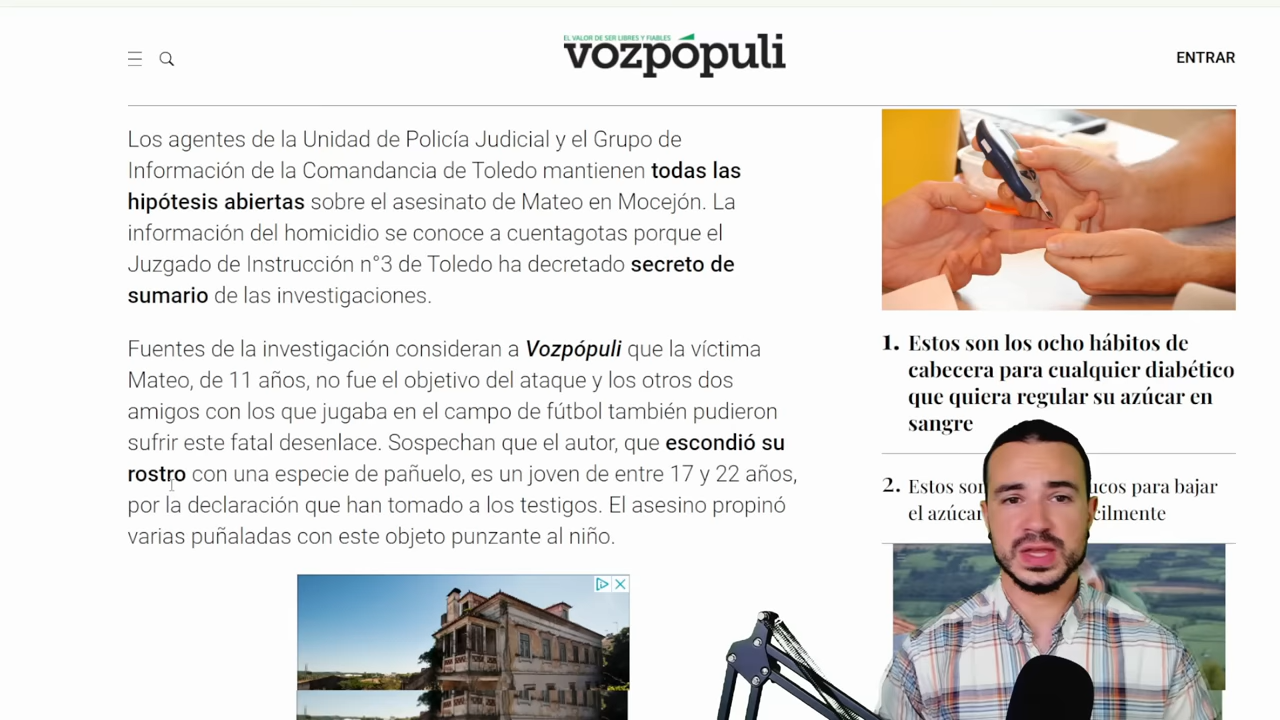 EL VALOR DE SER LIBRES Y FIABLES
vozpópuli
ENTRAR
Los agentes de la Unidad de Policía Judicial y el Grupo de
Información de la Comandancia de Toledo mantienen todas las
hipótesis abiertas sobre el asesinato de Mateo en Mocejón. La
información del homicidio se conoce a cuentagotas porque el
Juzgado de Instrucción n°3 de Toledo ha decretado secreto de
sumario de las investigaciones.
Fuentes de la investigación consideran a Vozpópuli que la víctima
Mateo, de 11 años, no fue el objetivo del ataque y los otros dos
amigos con los que jugaba en el campo de fútbol también pudieron
sufrir este fatal desenlace. Sospechan que el autor, que escondió su
rostro con una especie de pañuelo, es un joven de entre 17 y 22 años,
por la declaración que han tomado a los testigos. El asesino propinó
varias puñaladas con este objeto punzante al niño.
1. Estos son los ocho hábitos de
cabecera para cualquier diabético
que quiera regular su azúcar en
sangre
2. Estos para bajar
el azúcar